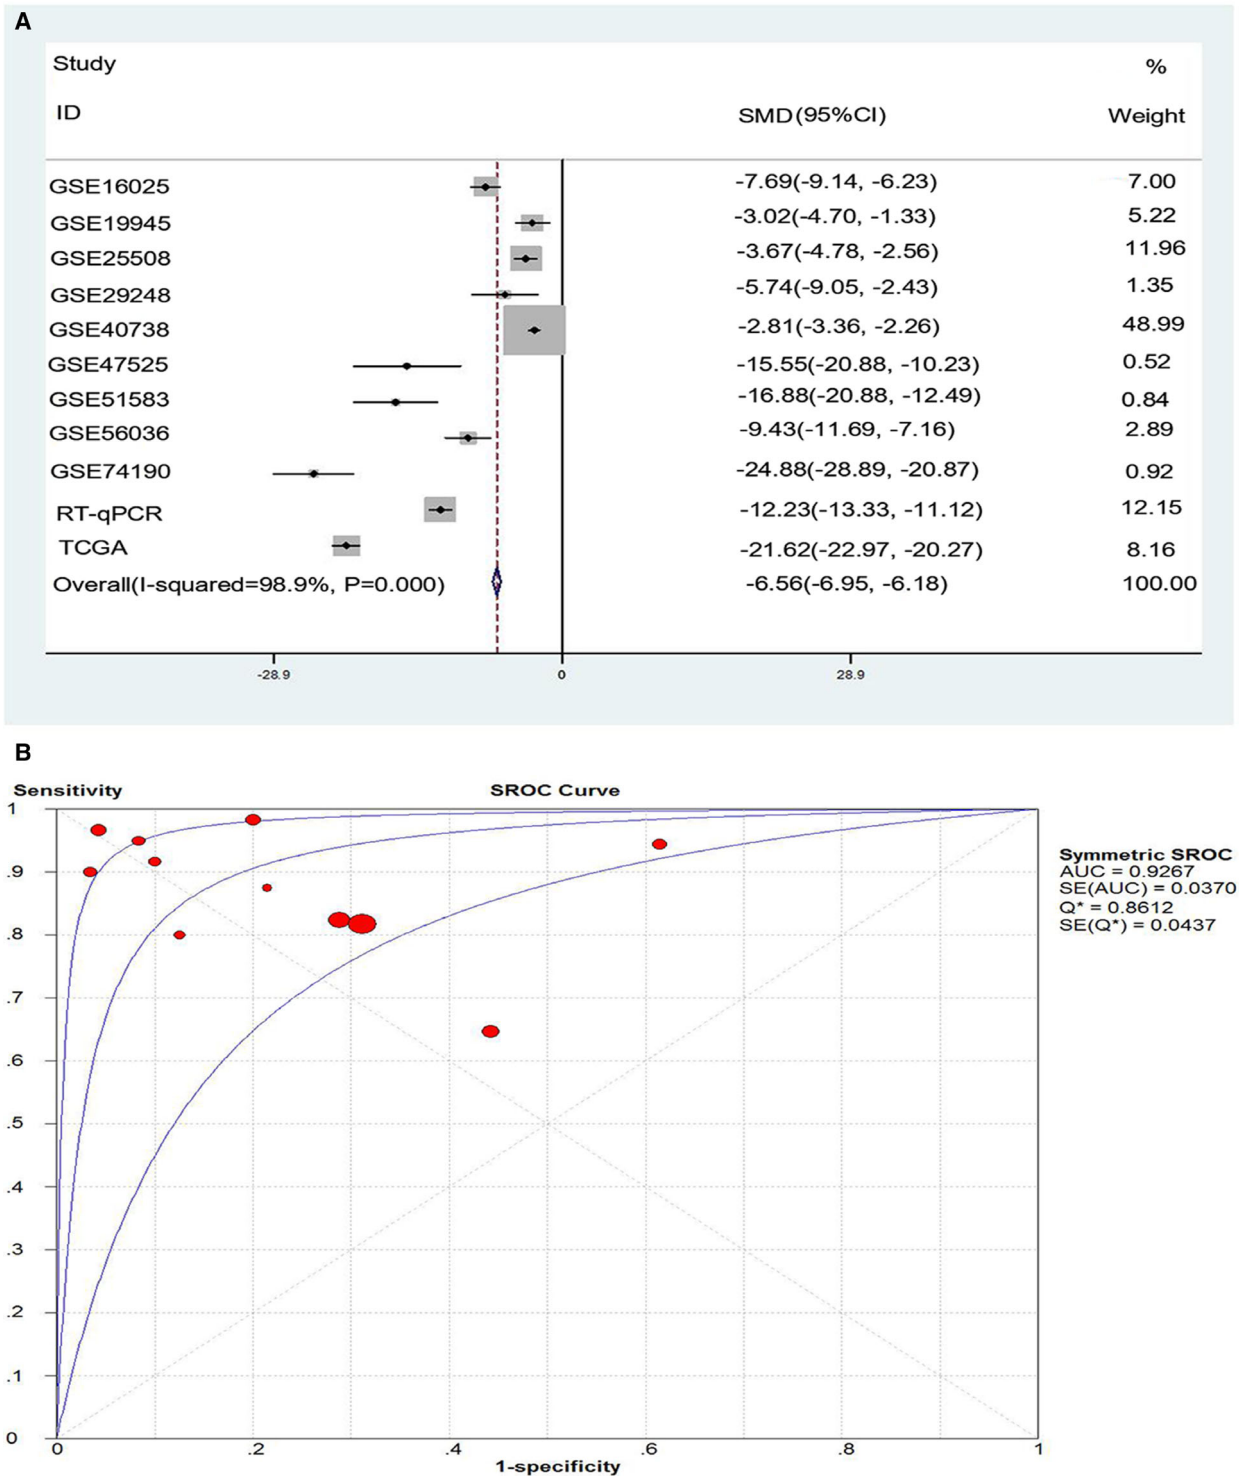 A
Study %
ID SMD(95%CI) Weight
GSE16025 -7.69(-9.14, -6.23) 7.00
GSE19945 -3.02(-4.70, -1.33) 5.22
GSE25508 -3.67(-4.78, -2.56) 11.96
GSE29248 -5.74(-9.05, -2.43) 1.35
GSE40738 -2.81(-3.36, -2.26) 48.99
GSE47525 -15.55(-20.88, -10.23) 0.52
GSE51583 -16.88(-20.88, -12.49) 0.84
GSE56036 -9.43(-11.69, -7.16) 2.89
GSE74190 -24.88(-28.89, -20.87) 0.92
RT-qPCR -12.23(-13.33, -11.12) 12.15
TCGA -21.62(-22.97, -20.27) 8.16
Overall(I-squared=98.9%, P=0.000) -6.56(-6.95, -6.18) 100.00
-28.9 0 28.9
B
Sensitivity SROC Curve
1
.9
.8
.7
.6
.5
.4
.3
.2
.1
0
0 .2 .4 .6 .8 1
1-specificity
Symmetric SROC
AUC = 0.9267
SE(AUC) = 0.0370
Q* = 0.8612
SE(Q*) = 0.0437